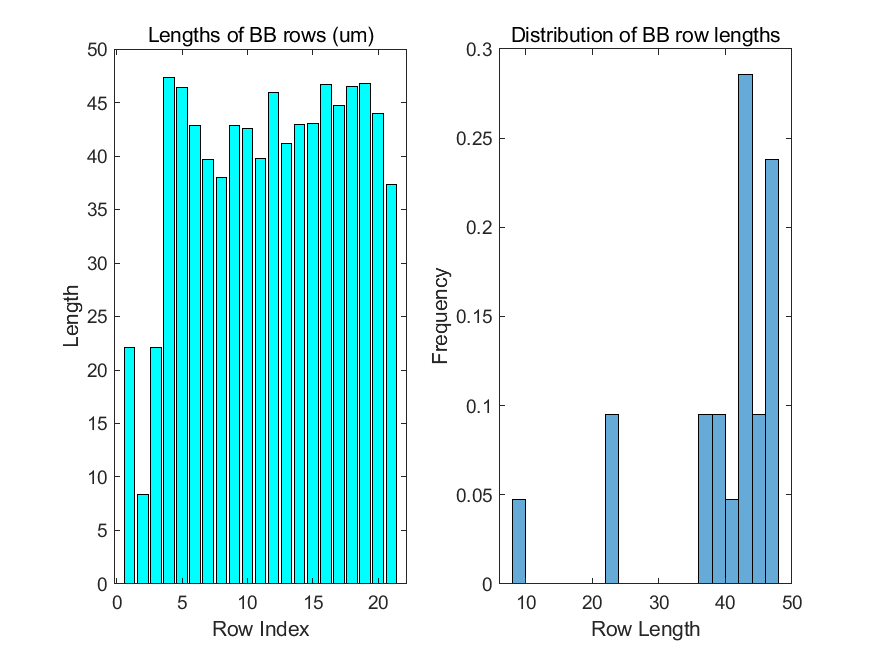 Lengths of BB rows (um)
50
45
40
35
30
25
20
15
10
5
0
Length
0 5 10 15 20
Row Index
Distribution of BB row lengths
0.3
0.25
0.2
0.15
0.1
0.05
0
Frequency
10 20 30 40 50
Row Length